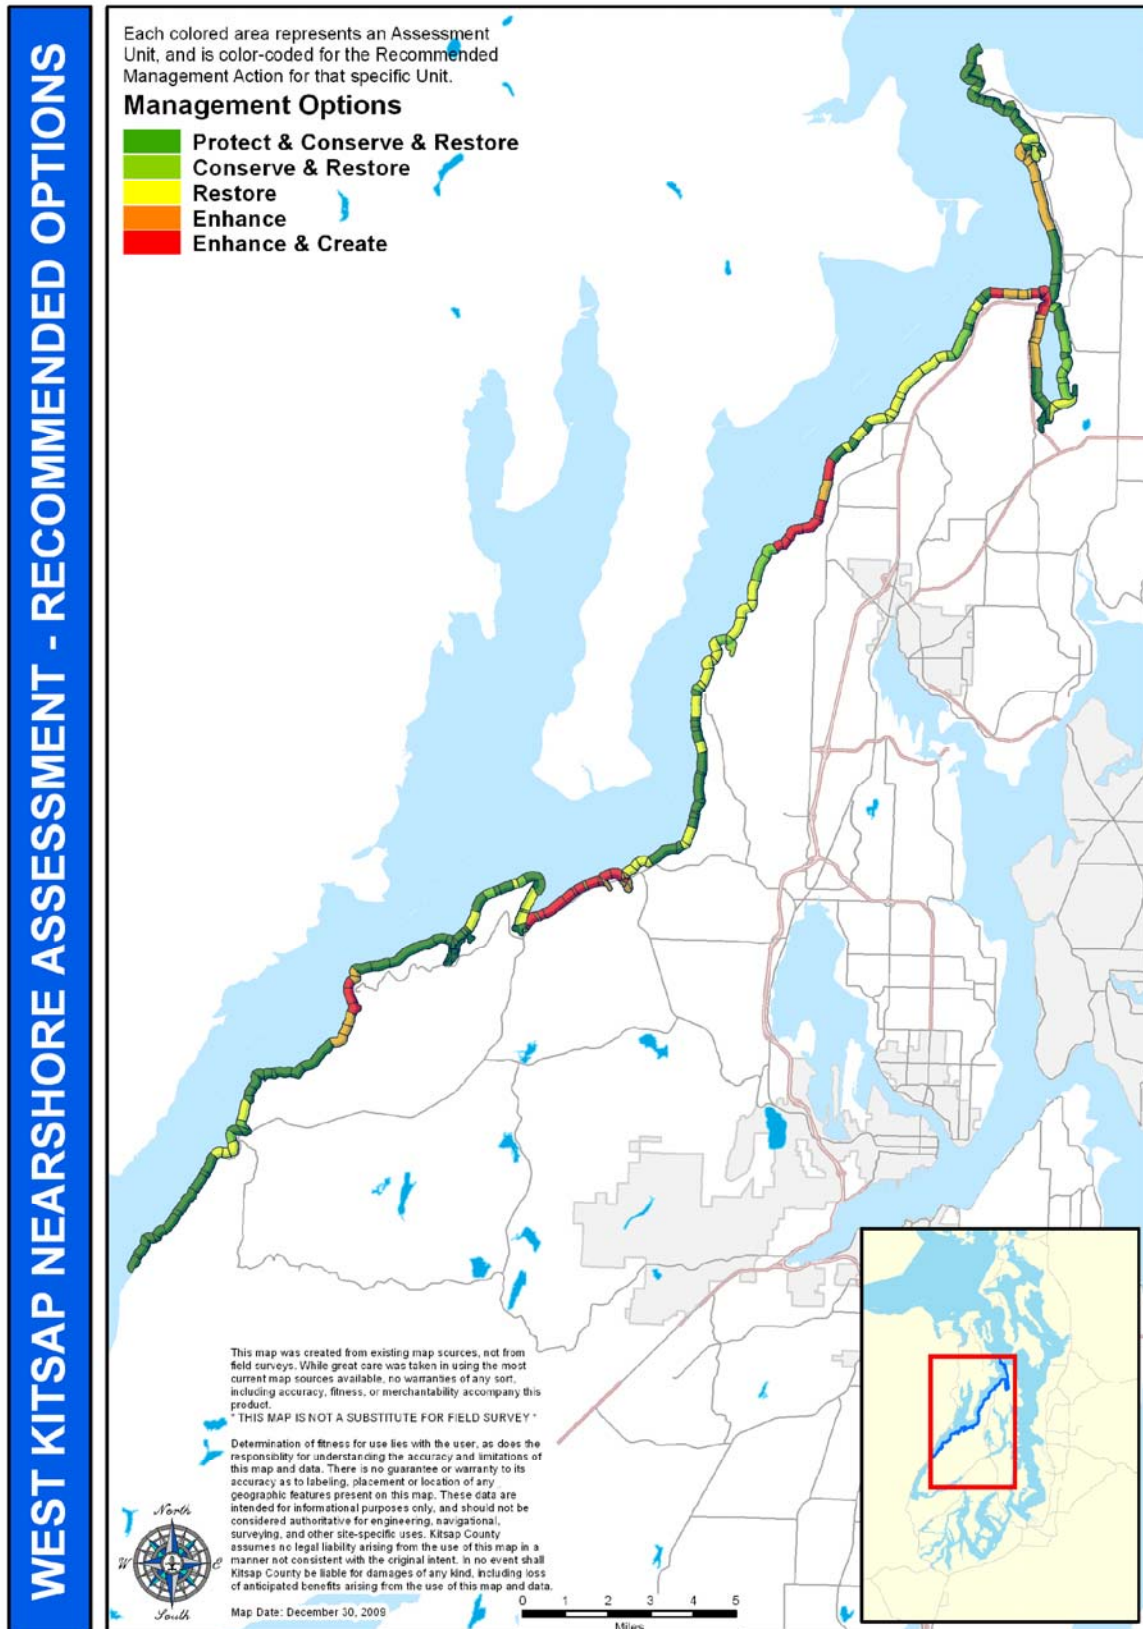 WEST KITSAP NEARSHORE ASSESSMENT - RECOMMENDED OPTIONS
Each colored area represents an Assessment
Unit, and is color-coded for the Recommended
Management Action for that specific Unit.
Management Options
Protect & Conserve & Restore
Conserve & Restore
Restore
Enhance
Enhance & Create
This map was created from existing map sources, not from
field surveys. While great care was taken in using the most
current map sources available, no warranties of any sort,
including accuracy, fitness, or merchantability accompany this
product.
* THIS MAP IS NOT A SUBSTITUTE FOR FIELD SURVEY *
Determination of fitness for use lies with the user, as does the
responsiblity for understanding the accuracy and limitations of
this map and data. There is no guarantee or warranty to its
accuracy as to labeling, placement or location of any
geographic features present on this map. These data are
intended for informational purposes only, and should not be
considered authoritative for engineering, navigational,
surveying, and other site-specific uses. Kitsap County
assumes no legal liability arising from the use of this map in a
manner not consistent with the original intent. In no event shall
Kitsap County be liable for damages of any kind, including loss
of anticipated benefits arising from the use of this map and data.
Map Date: December 30, 2009
North
W E
South
0 1 2 3 4 5
Miles